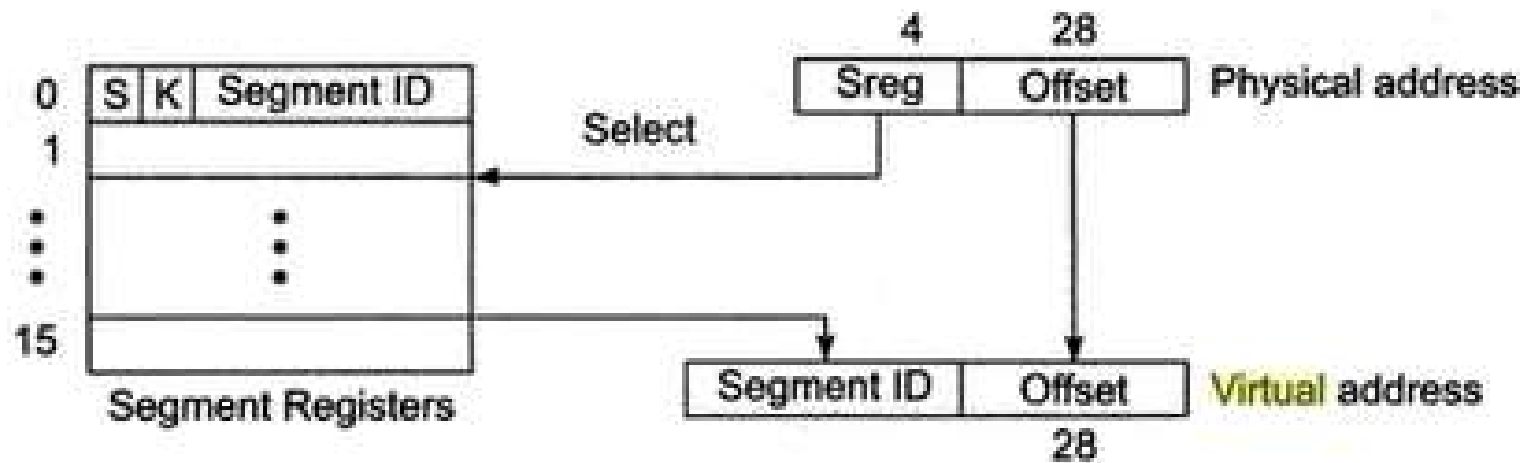 4 28
0 S K Segment ID Sreg Offset Physical address
1 Select
15
Segment ID Offset Virtual address
Segment Registers
28